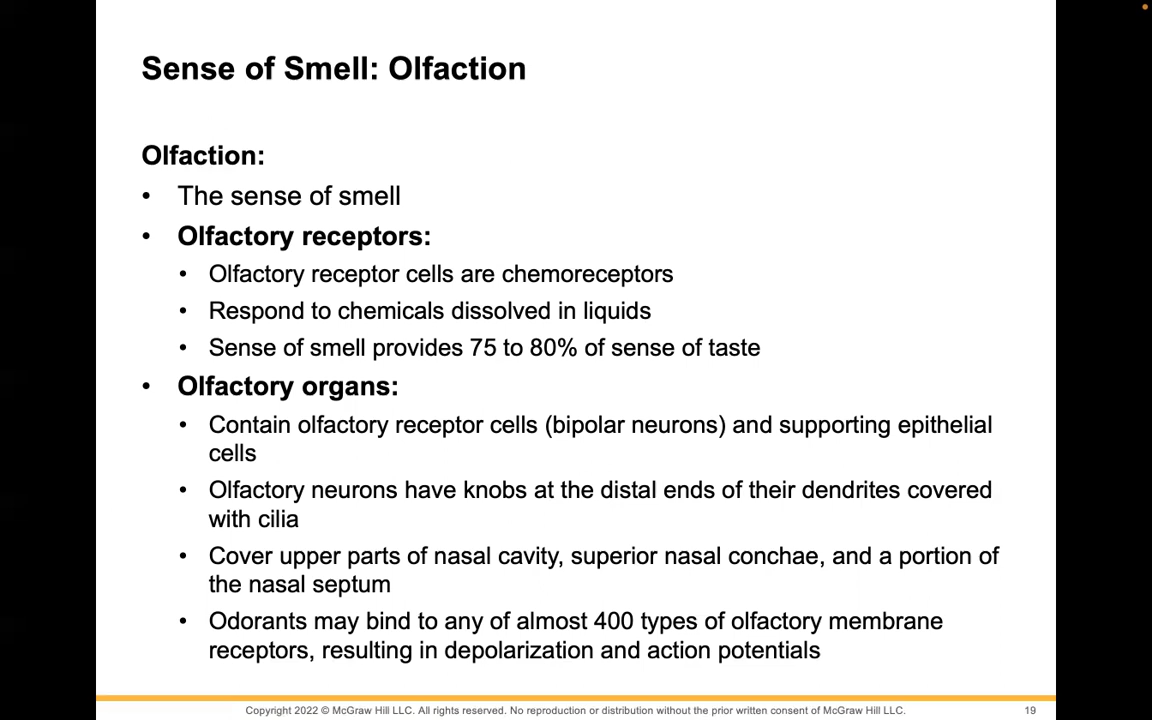 Sense of Smell: Olfaction
Olfaction:
• The sense of smell
• Olfactory receptors:
• Olfactory receptor cells are chemoreceptors
• Respond to chemicals dissolved in liquids
• Sense of smell provides 75 to 80% of sense of taste
• Olfactory organs:
• Contain olfactory receptor cells (bipolar neurons) and supporting epithelial
cells
• Olfactory neurons have knobs at the distal ends of their dendrites covered
with cilia
• Cover upper parts of nasal cavity, superior nasal conchae, and a portion of
the nasal septum
• Odorants may bind to any of almost 400 types of olfactory membrane
receptors, resulting in depolarization and action potentials
Copyright 2022 © McGraw Hill LLC. All rights reserved. No reproduction or distribution without the prior written consent of McGraw Hill LLC.
19